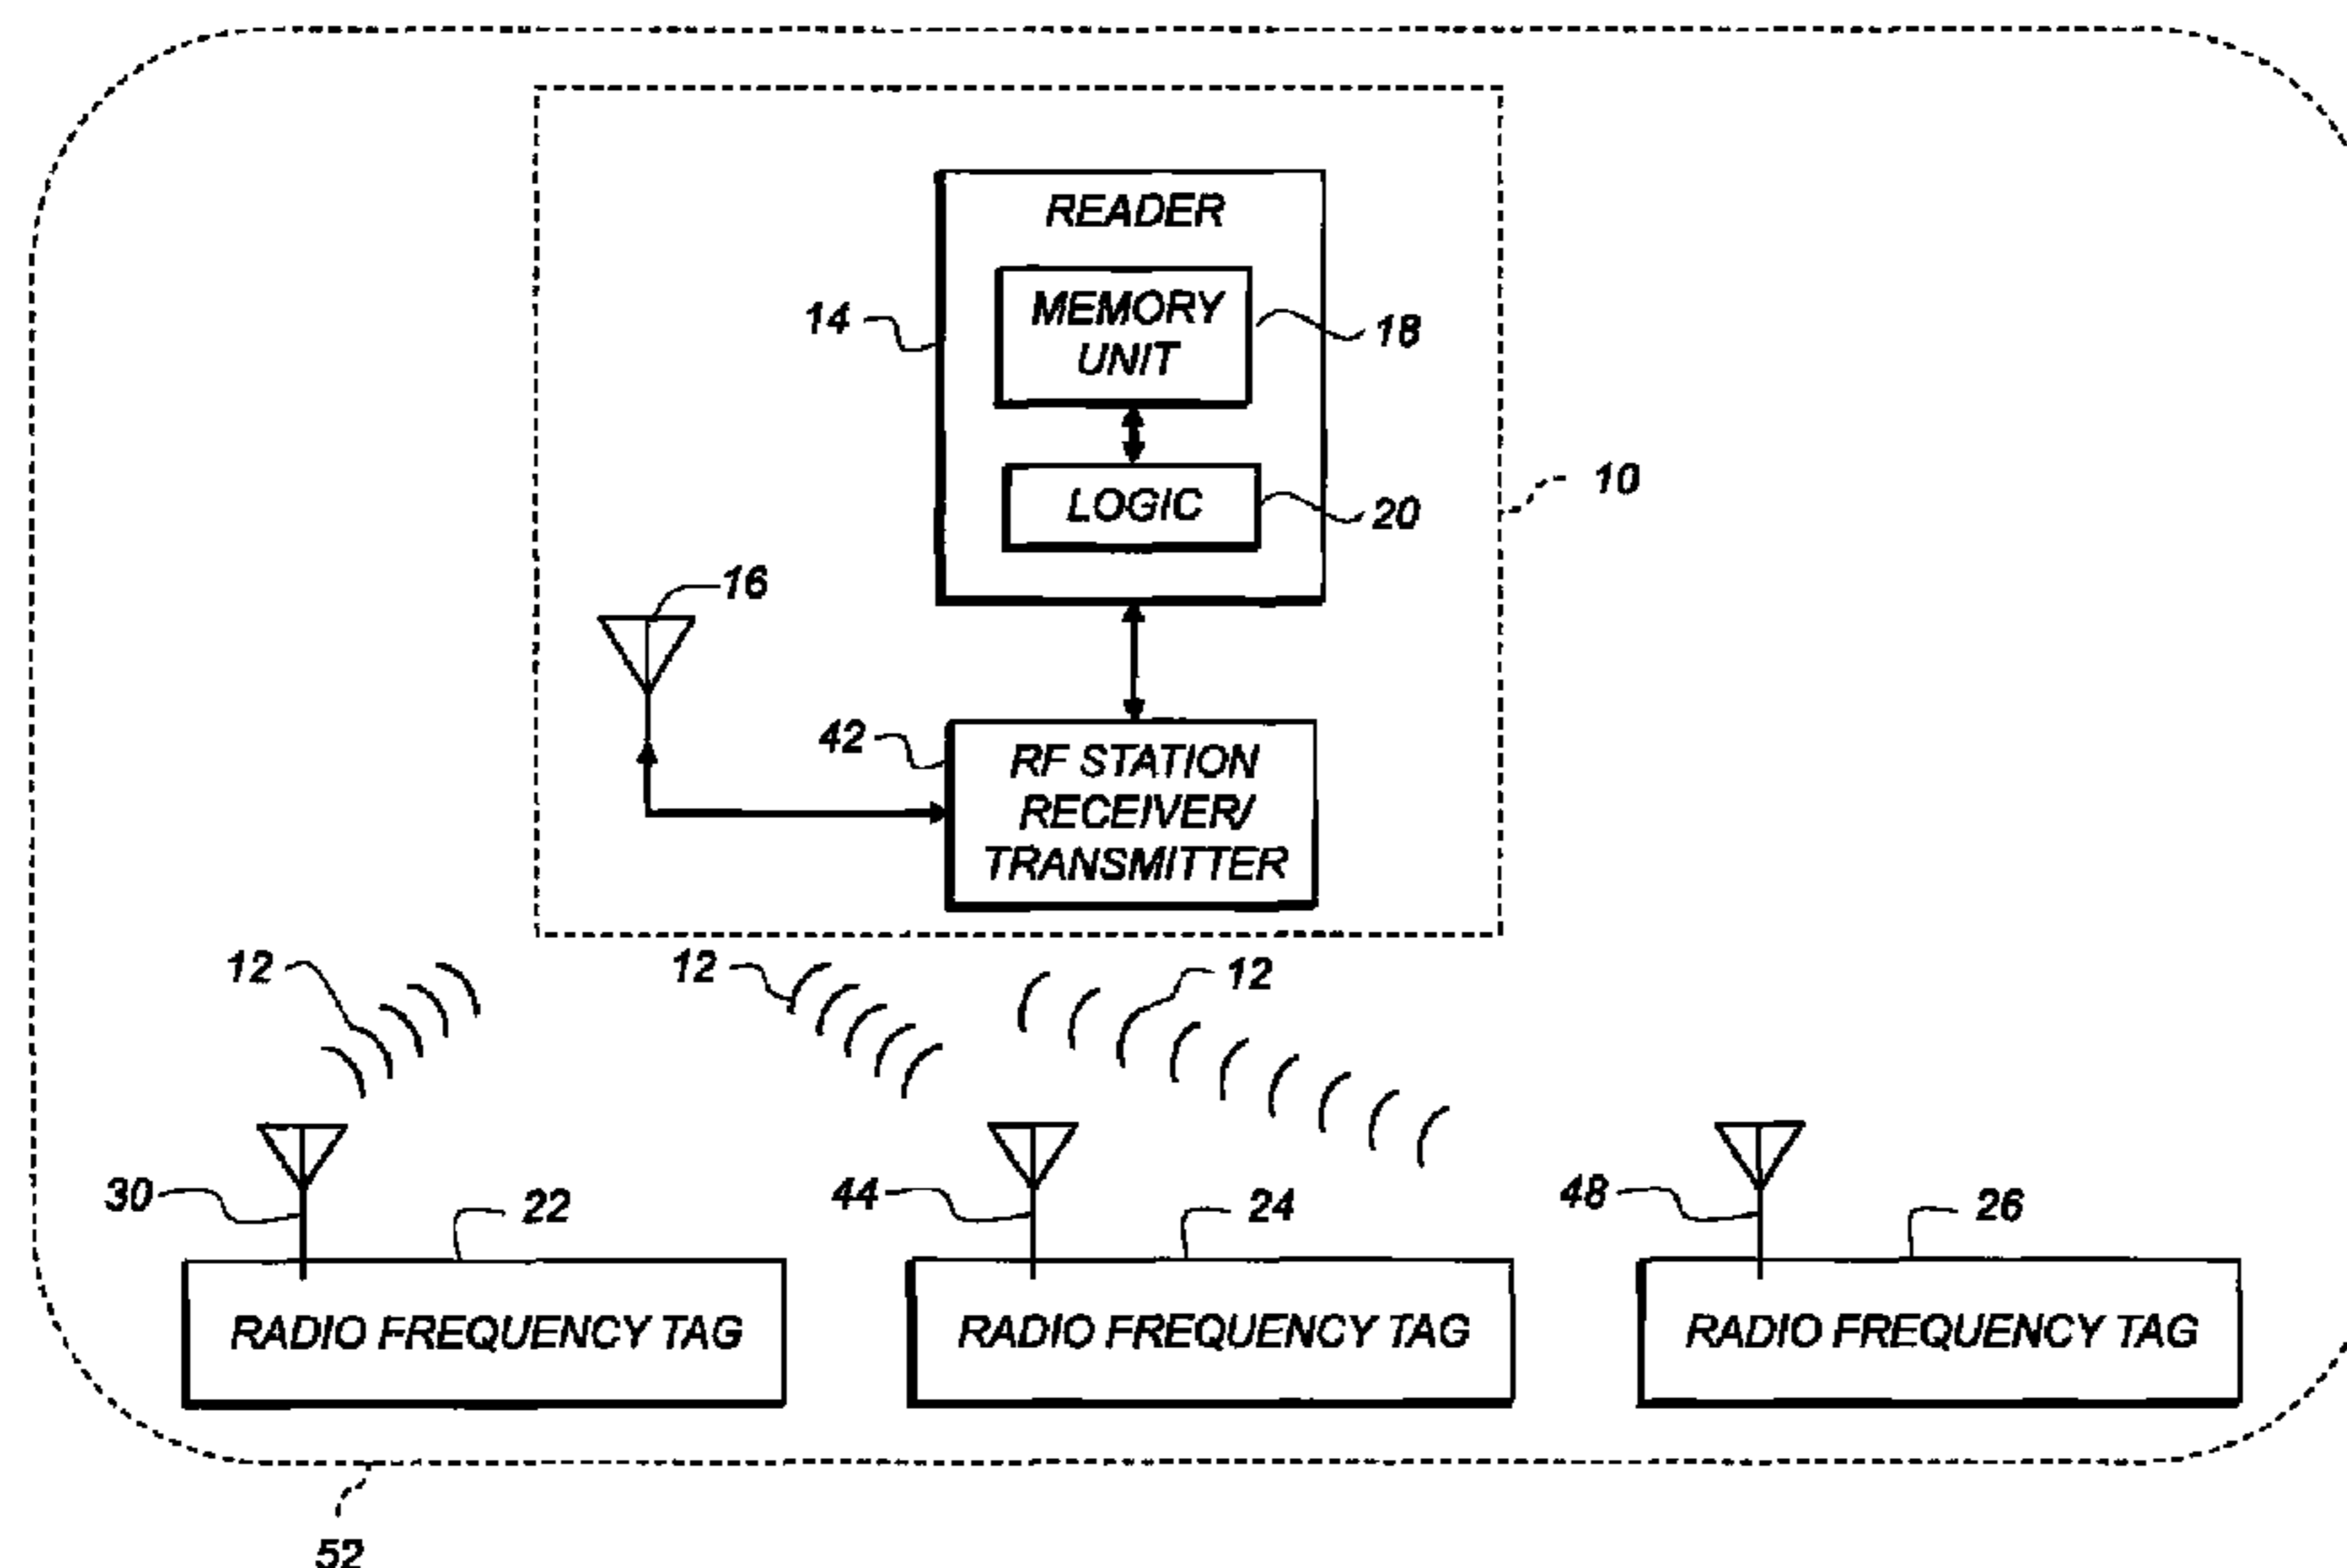 READER
MEMORY
UNIT
14
18
LOGIC
10
20
16
42
RF STATION
RECEIVER/
TRANSMITTER
12
12
12
30
22
44
24
48
26
RADIO FREQUENCY TAG
RADIO FREQUENCY TAG
RADIO FREQUENCY TAG
52